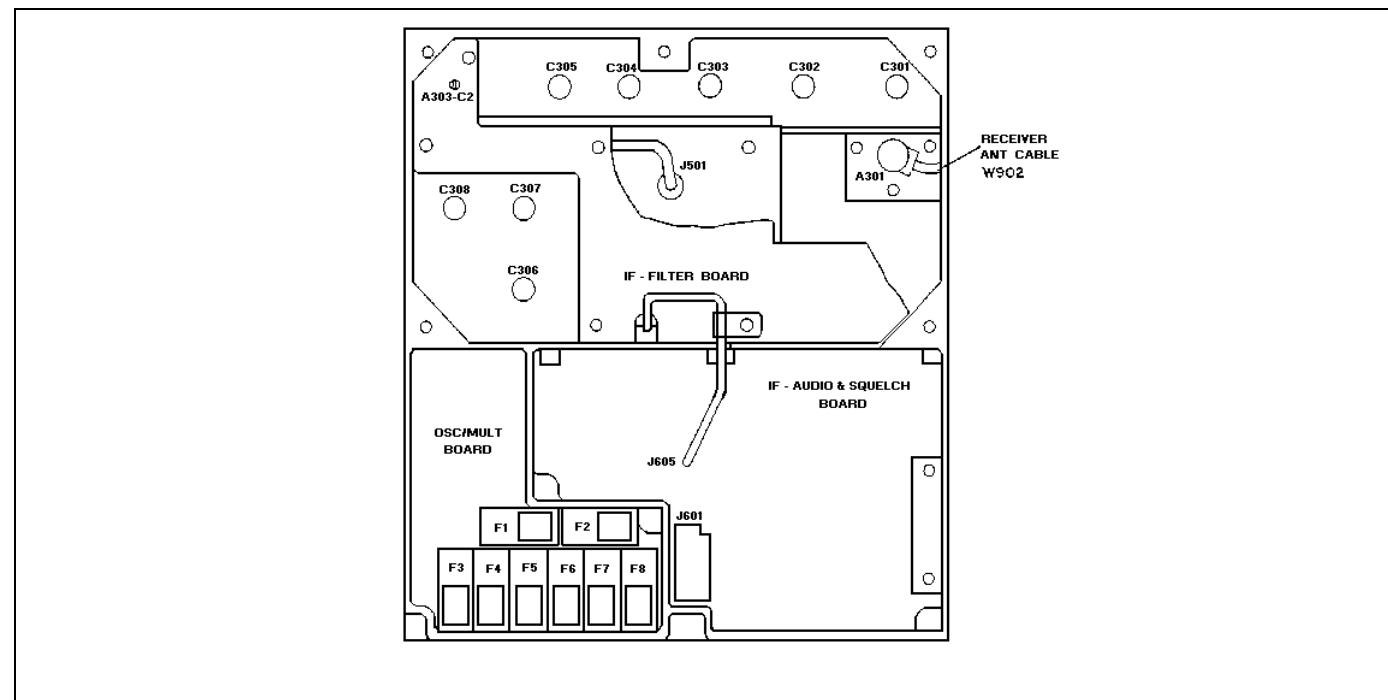 C305 C304 C303 C302 C301
A303-C2
RECEIVER
ANT CABLE
W902
J501
A301
C308 C307
C306
IF - FILTER BOARD
IF - AUDIO & SQUELCH
BOARD
OSC/MULT
BOARD
J605
J601
F1 F2
F3 F4 F5 F6 F7 F8